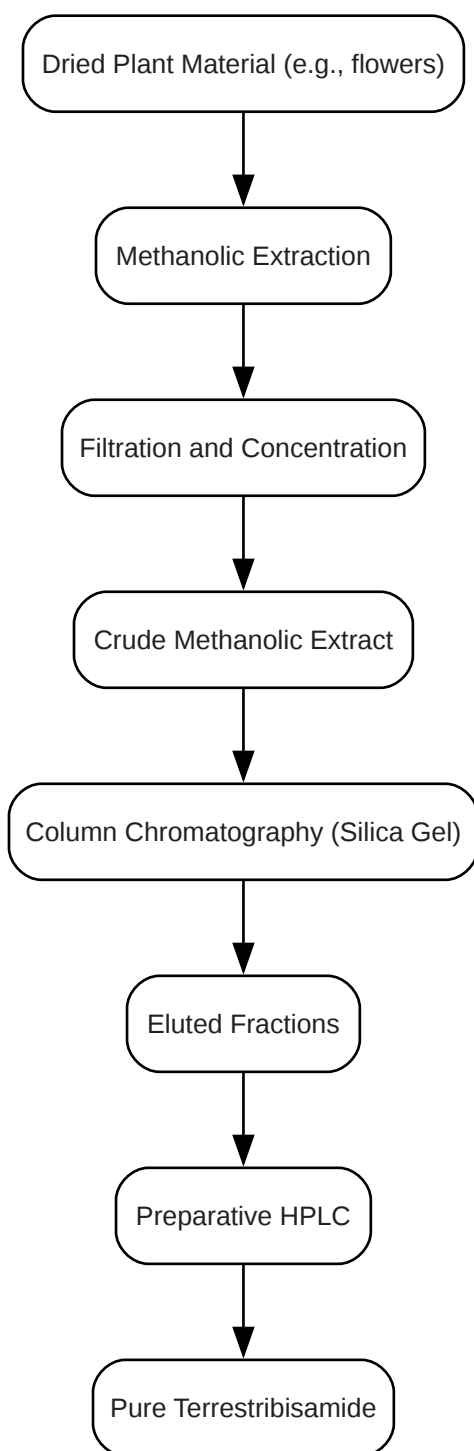 Dried Plant Material (e.g., flowers)
Methanolic Extraction
Filtration and Concentration
Crude Methanolic Extract
Column Chromatography (Silica Gel)
Eluted Fractions
Preparative HPLC
Pure Terrestribisamide